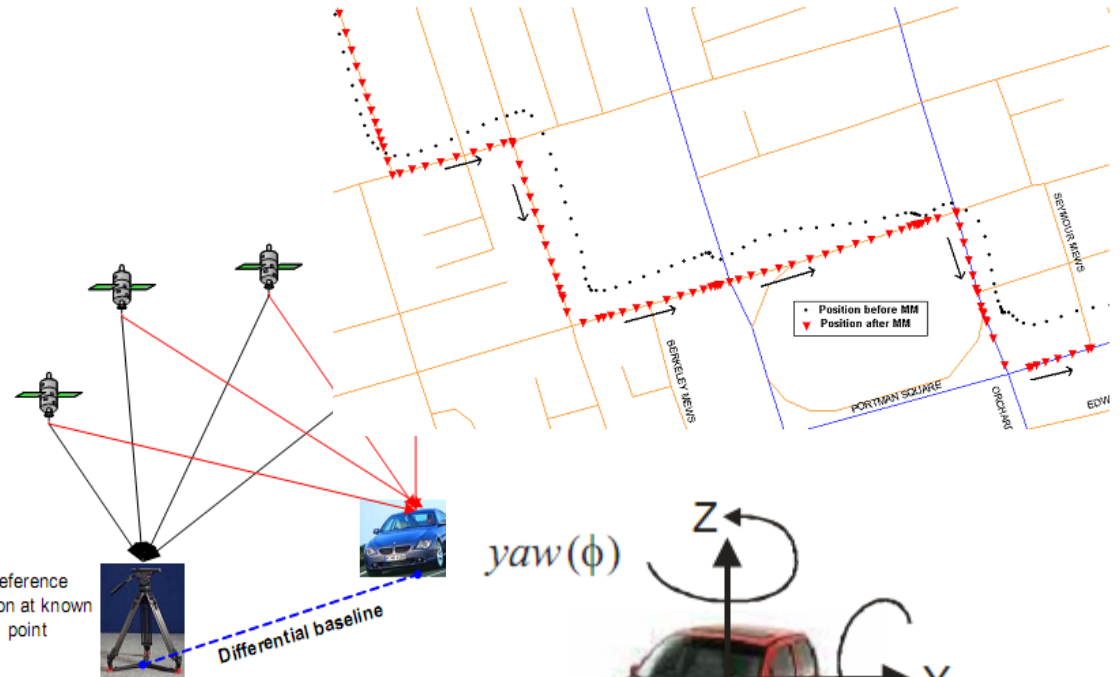 Position before MM
Position after MM
SEYMOUR MEWS
BERKELEY MEWS
PORTMAN SQUARE
ORCHARD
EDW
eference
on at known
point
Differential baseline
yaw(ϕ)
Z
Y